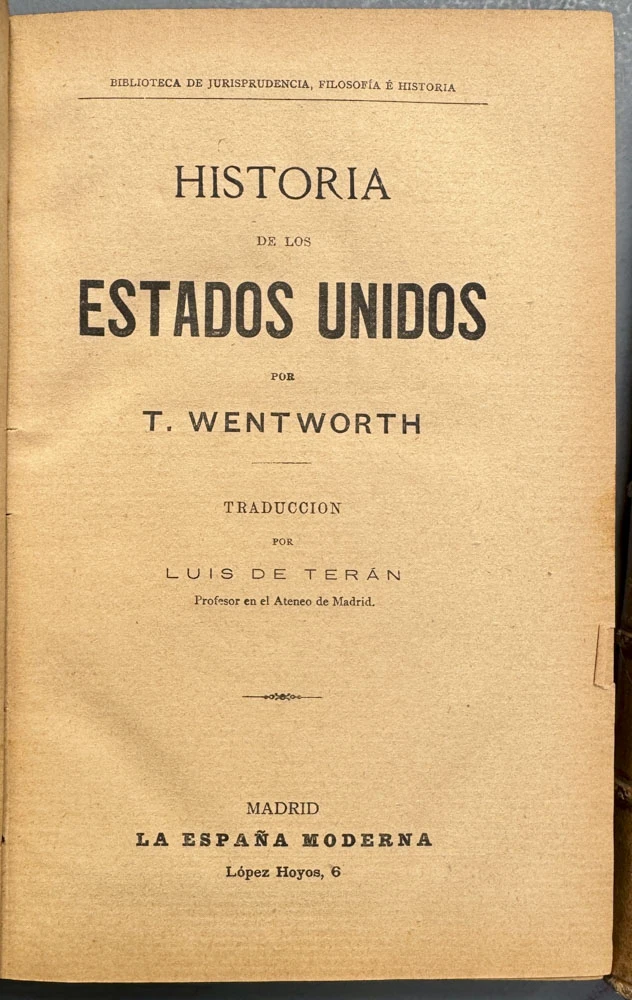 BIBLIOTECA DE JURISPRUDENCIA, FILOSOFÍA É HISTORIA
HISTORIA
DE LOS
ESTADOS UNIDOS
POR
T. WENTWORTH
TRADUCCION
POR
LUIS DE TERÁN
Profesor en el Ateneo de Madrid.
MADRID
LA ESPAÑA MODERNA
López Hoyos, 6